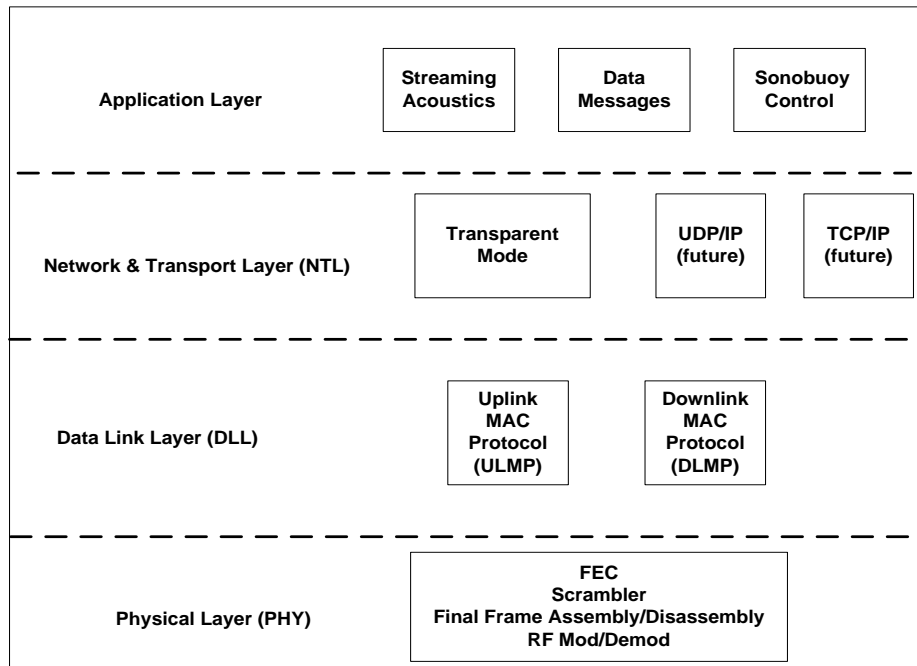 Application Layer
Streaming
Acoustics
Data
Messages
Sonobuoy
Control
Network & Transport Layer (NTL)
Transparent
Mode
UDP/IP
(future)
TCP/IP
(future)
Data Link Layer (DLL)
Uplink
MAC
Protocol
(ULMP)
Downlink
MAC
Protocol
(DLMP)
Physical Layer (PHY)
FEC
Scrambler
Final Frame Assembly/Disassembly
RF Mod/Demod